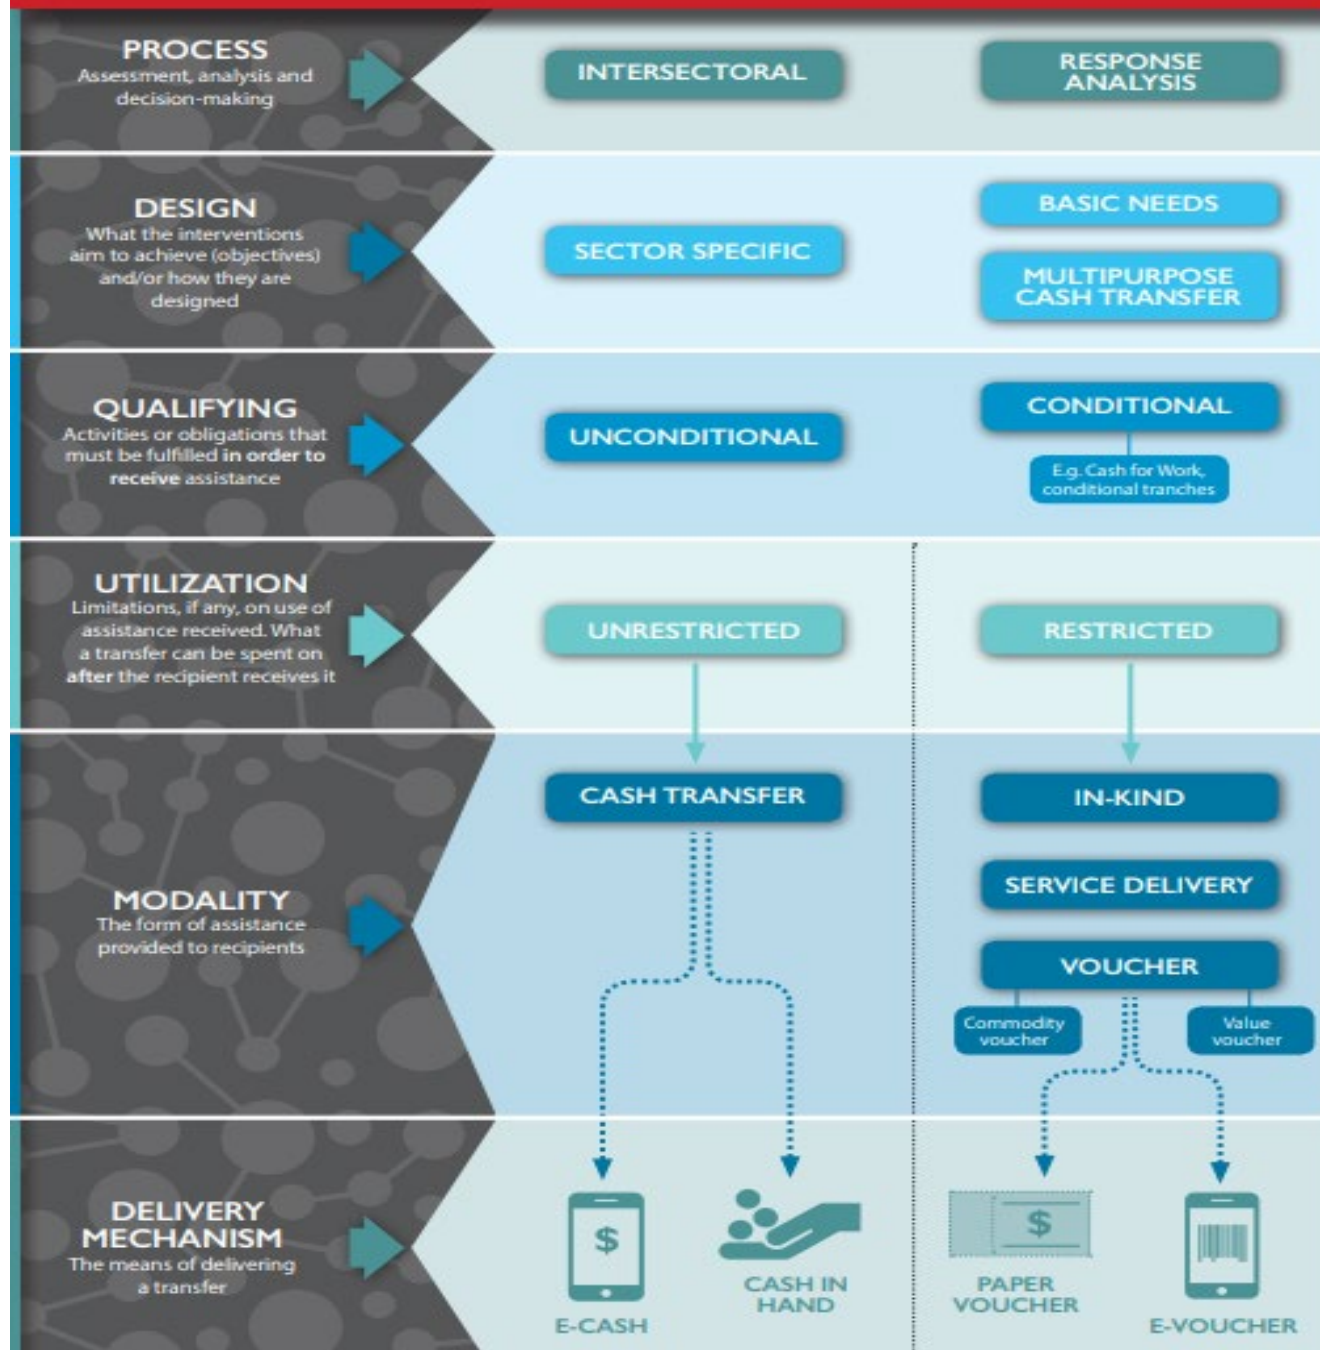 PROCESS
Assessment, analysis and
decision-making
INTERSECTORAL
RESPONSE
ANALYSIS
DESIGN
What the interventions
aim to achieve (objectives)
and/or how they are
designed
SECTOR SPECIFIC
BASIC NEEDS
MULTIPURPOSE
CASH TRANSFER
QUALIFYING
Activities or obligations that
must be fulfilled in order to
receive assistance
UNCONDITIONAL
CONDITIONAL
E.g. Cash for Work,
conditional tranches
UTILIZATION
Limitations, if any, on use of
assistance received. What
a transfer can be spent on
after the recipient receives it
UNRESTRICTED
RESTRICTED
MODALITY
The form of assistance
provided to recipients
CASH TRANSFER
IN-KIND
SERVICE DELIVERY
VOUCHER
Commodity
voucher
Value
voucher
DELIVERY
MECHANISM
The means of delivering
a transfer
$
E-CASH
CASH IN
HAND
$
PAPER
VOUCHER
E-VOUCHER